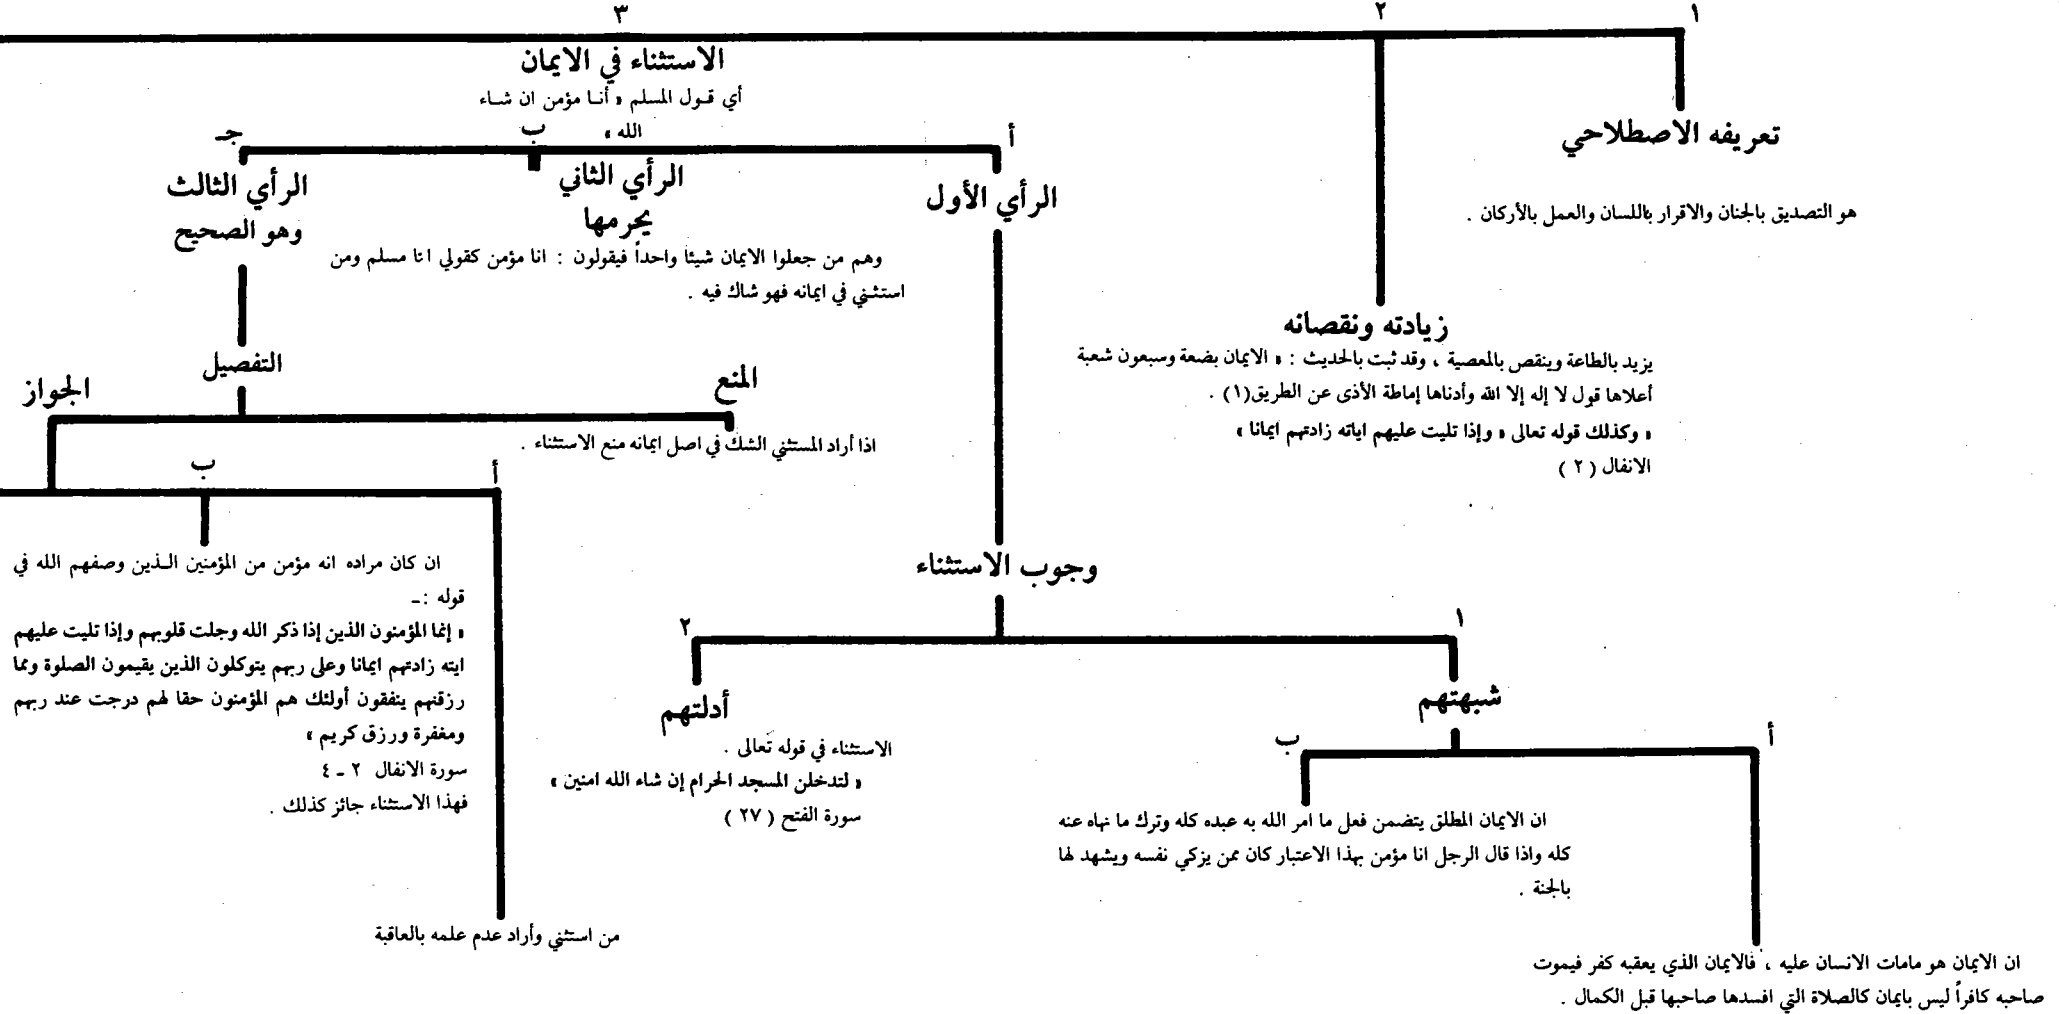 ١
٢
٣
تعريفه الاصطلاحي
هو التصديق بالجنان والاقرار باللسان والعمل بالأركان .
زيادته ونقصانه
يزيد بالطاعة وينقص بالمعصية ، وقد ثبت بالحديث : « الايمان بضعة وسبعون شعبة
أعلاها قول لا إله إلا الله وأدناها إماطة الأذى عن الطريق(١) .
« وكذلك قوله تعالى « وإذا تليت عليهم اياته زادتهم ايمانا »
الانفال ( ٢ )
الاستثناء في الايمان
أي قول المسلم « أنا مؤمن ان شاء
الله »
أ
ب
جـ
الرأي الأول
وجوب الاستثناء
١
٢
شبهتهم
أ
ب
ان الايمان هو مامات الانسان عليه ، فالايمان الذي يعقبه كفر فيموت
صاحبه كافراً ليس بايمان كالصلاة التي افسدها صاحبها قبل الكمال .
ان الايمان المطلق يتضمن فعل ما امر الله به عبده كله وترك ما نهاه عنه
كله واذا قال الرجل انا مؤمن بهذا الاعتبار كان ممن يزكي نفسه ويشهد لها
بالجنة .
أدلتهم
الاستثناء في قوله تعالى .
« لتدخلن المسجد الحرام إن شاء الله امنين »
سورة الفتح ( ٢٧ )
الرأي الثاني
يحرمها
وهم من جعلوا الايمان شيئا واحداً فيقولون : انا مؤمن كقولي انا مسلم ومن
استثني في ايمانه فهو شاك فيه .
الرأي الثالث
وهو الصحيح
التفصيل
المنع
اذا أراد المستثني الشك في اصل ايمانه منع الاستثناء .
الجواز
أ
ب
من استثني وأراد عدم علمه بالعاقبة
ان كان مراده انه مؤمن من المؤمنين الـذين وصفهم الله في
قوله :ـ
« إنما المؤمنون الذين إذا ذكر الله وجلت قلوبهم وإذا تليت عليهم
ايته زادتهم ايمانا وعلى ربهم يتوكلون الذين يقيمون الصلوة ومما
رزقنهم ينفقون أولئك هم المؤمنون حقا لهم درجت عند ربهم
ومغفرة ورزق كريم »
سورة الانفال ٢ ـ ٤
فهذا الاستثناء جائز كذلك .